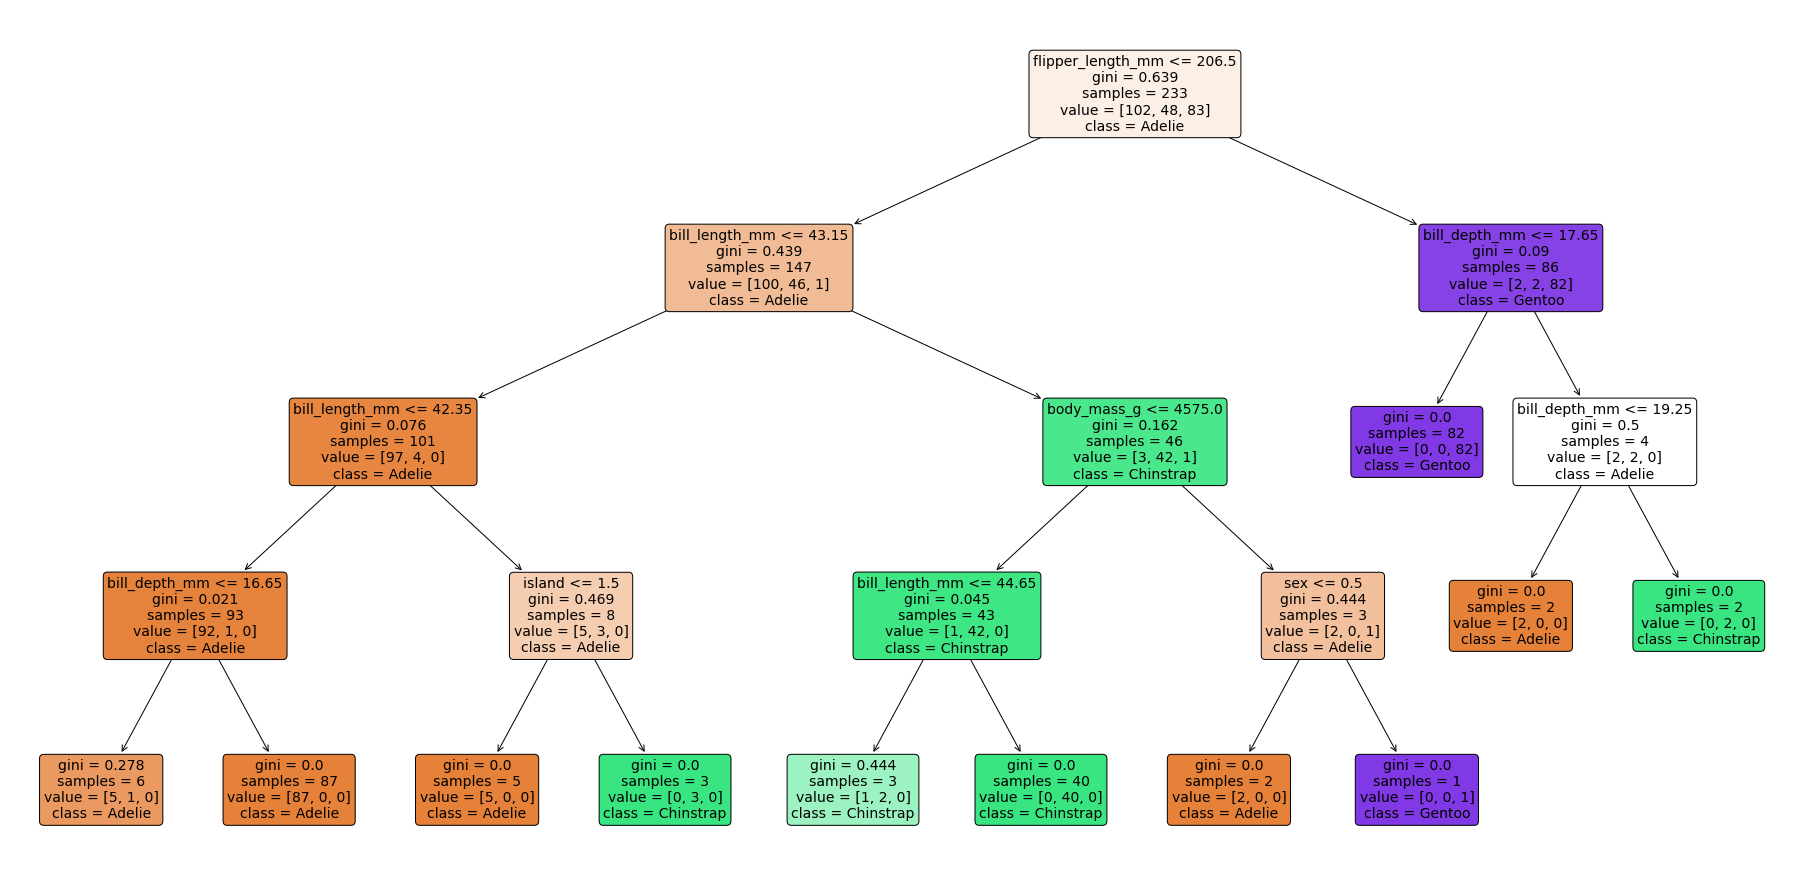 flipper_length_mm <= 206.5
gini = 0.639
samples = 233
value = [102, 48, 83]
class = Adelie
bill_length_mm <= 43.15
gini = 0.439
samples = 147
value = [100, 46, 1]
class = Adelie
bill_depth_mm <= 17.65
gini = 0.09
samples = 86
value = [2, 2, 82]
class = Gentoo
bill_length_mm <= 42.35
gini = 0.076
samples = 101
value = [97, 4, 0]
class = Adelie
body_mass_g <= 4575.0
gini = 0.162
samples = 46
value = [3, 42, 1]
class = Chinstrap
gini = 0.0
samples = 82
value = [0, 0, 82]
class = Gentoo
bill_depth_mm <= 19.25
gini = 0.5
samples = 4
value = [2, 2, 0]
class = Adelie
bill_depth_mm <= 16.65
gini = 0.021
samples = 93
value = [92, 1, 0]
class = Adelie
island <= 1.5
gini = 0.469
samples = 8
value = [5, 3, 0]
class = Adelie
bill_length_mm <= 44.65
gini = 0.045
samples = 43
value = [1, 42, 0]
class = Chinstrap
sex <= 0.5
gini = 0.444
samples = 3
value = [2, 0, 1]
class = Adelie
gini = 0.0
samples = 2
value = [2, 0, 0]
class = Adelie
gini = 0.0
samples = 2
value = [0, 2, 0]
class = Chinstrap
gini = 0.278
samples = 6
value = [5, 1, 0]
class = Adelie
gini = 0.0
samples = 87
value = [87, 0, 0]
class = Adelie
gini = 0.0
samples = 5
value = [5, 0, 0]
class = Adelie
gini = 0.0
samples = 3
value = [0, 3, 0]
class = Chinstrap
gini = 0.444
samples = 3
value = [1, 2, 0]
class = Chinstrap
gini = 0.0
samples = 40
value = [0, 40, 0]
class = Chinstrap
gini = 0.0
samples = 2
value = [2, 0, 0]
class = Adelie
gini = 0.0
samples = 1
value = [0, 0, 1]
class = Gentoo